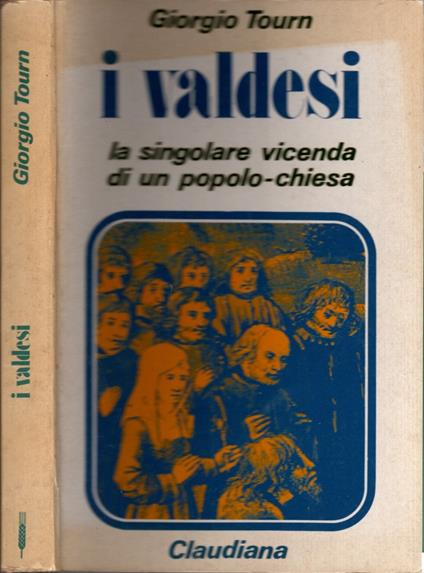 Giorgio Tourn
i valdesi
la singolare vicenda
di un popolo-chiesa
Claudiana
Giorgio Tourn
i valdesi